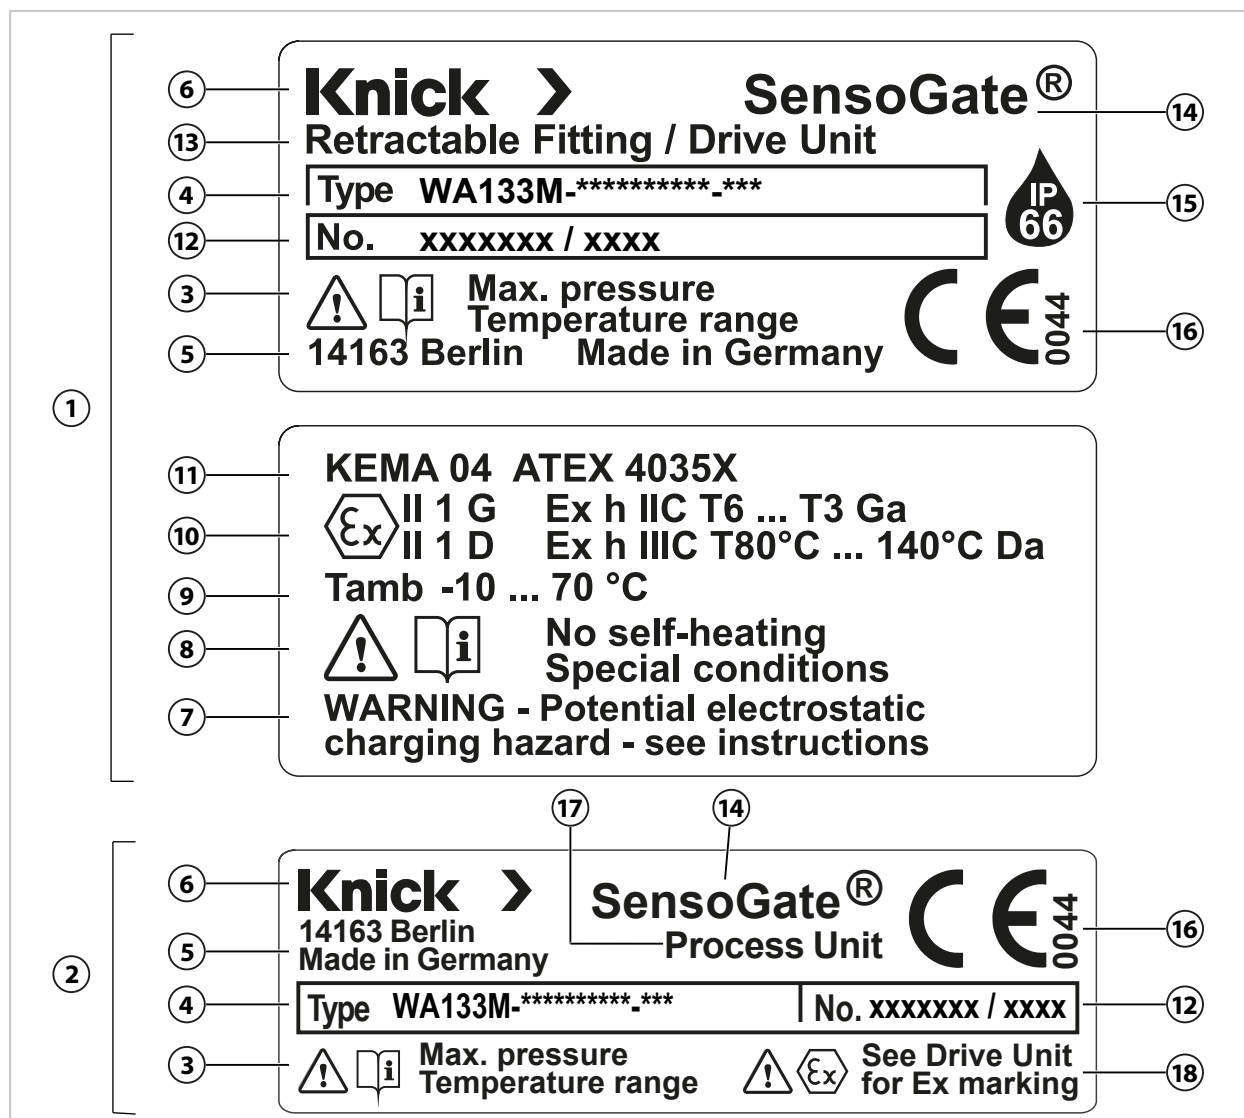 1
6 Knick SensoGate® 14
13 Retractable Fitting / Drive Unit
4 Type WA133M-**********-*** IP 66 15
12 No. xxxxxxx / xxxx
3 Max. pressure
Temperature range
CE 0044 16
5 14163 Berlin Made in Germany
11 KEMA 04 ATEX 4035X
10 Ex II 1 G Ex h IIC T6 ... T3 Ga
II 1 D Ex h IIIC T80°C ... 140°C Da
9 Tamb -10 ... 70 °C
8 i No self-heating
Special conditions
7 WARNING - Potential electrostatic
charging hazard - see instructions
17 14
2
6 Knick SensoGate® CE 0044 16
5 14163 Berlin Process Unit
Made in Germany
4 Type WA133M-**********-*** No. xxxxxxx / xxxx 12
3 i Max. pressure Ex See Drive Unit 18
Temperature range for Ex marking